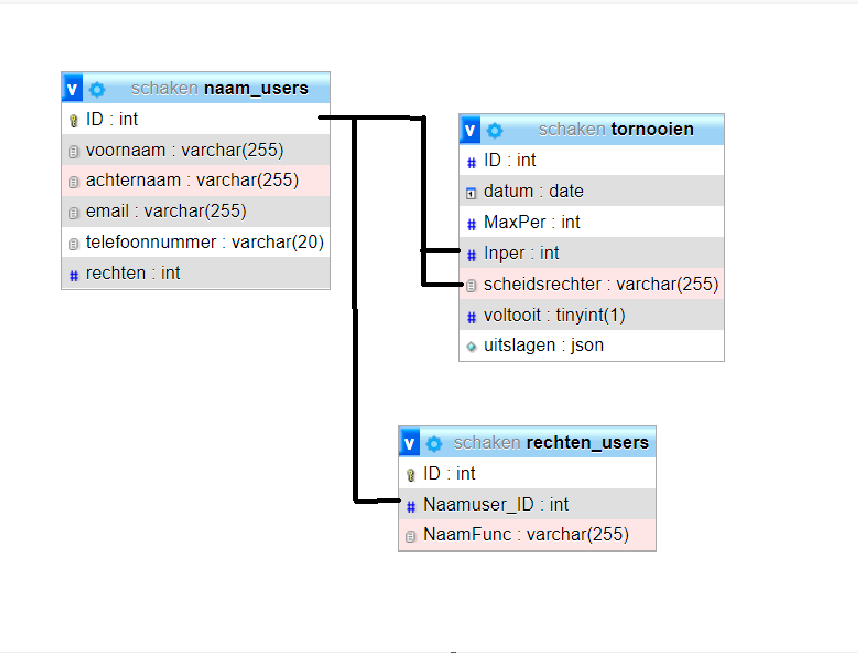 v schaken naam_users
ID : int
voornaam : varchar(255)
achternaam : varchar(255)
email : varchar(255)
telefoonnummer : varchar(20)
# rechten : int
v schaken tornooien
# ID : int
datum : date
# MaxPer : int
# Inper : int
scheidsrechter : varchar(255)
# voltooit : tinyint(1)
uitslagen : json
v schaken rechten_users
ID : int
# Naamuser_ID : int
NaamFunc : varchar(255)